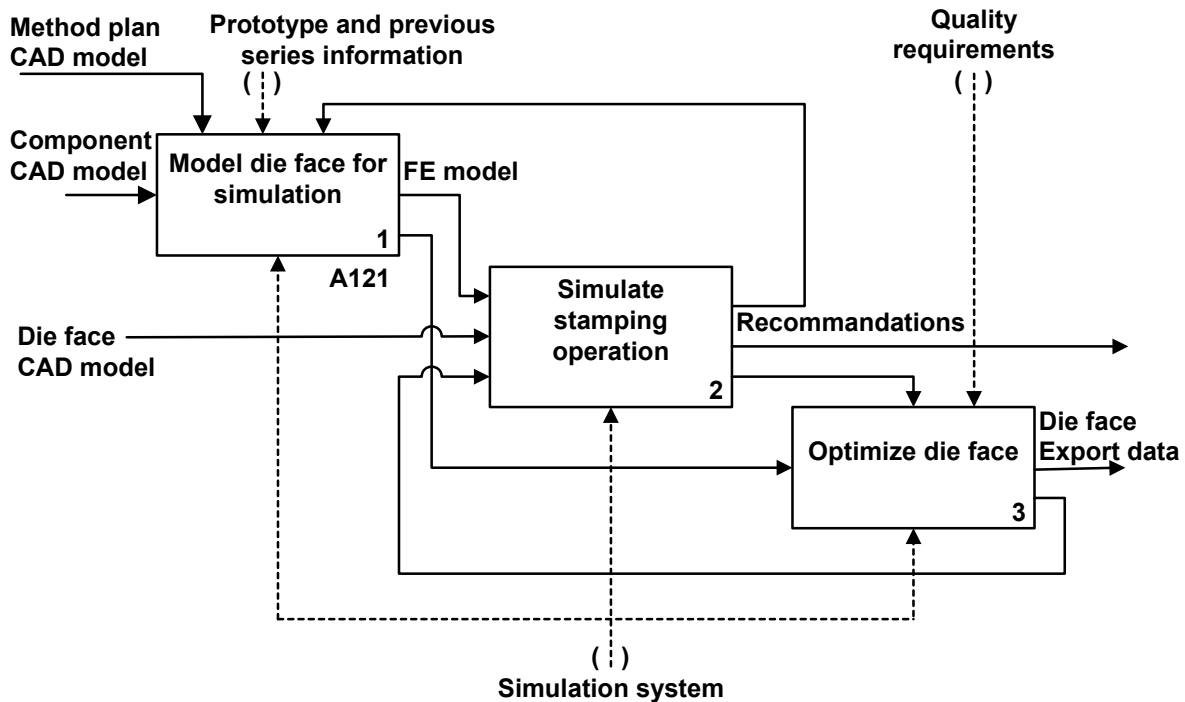 Method plan
CAD model
Prototype and previous
series information
( )
Quality
requirements
( )
Component
CAD model
Model die face for
simulation
1
FE model
A121
Simulate
stamping
operation
2
Recommandations
Die face
CAD model
Optimize die face
3
Die face
Export data
( )
Simulation system